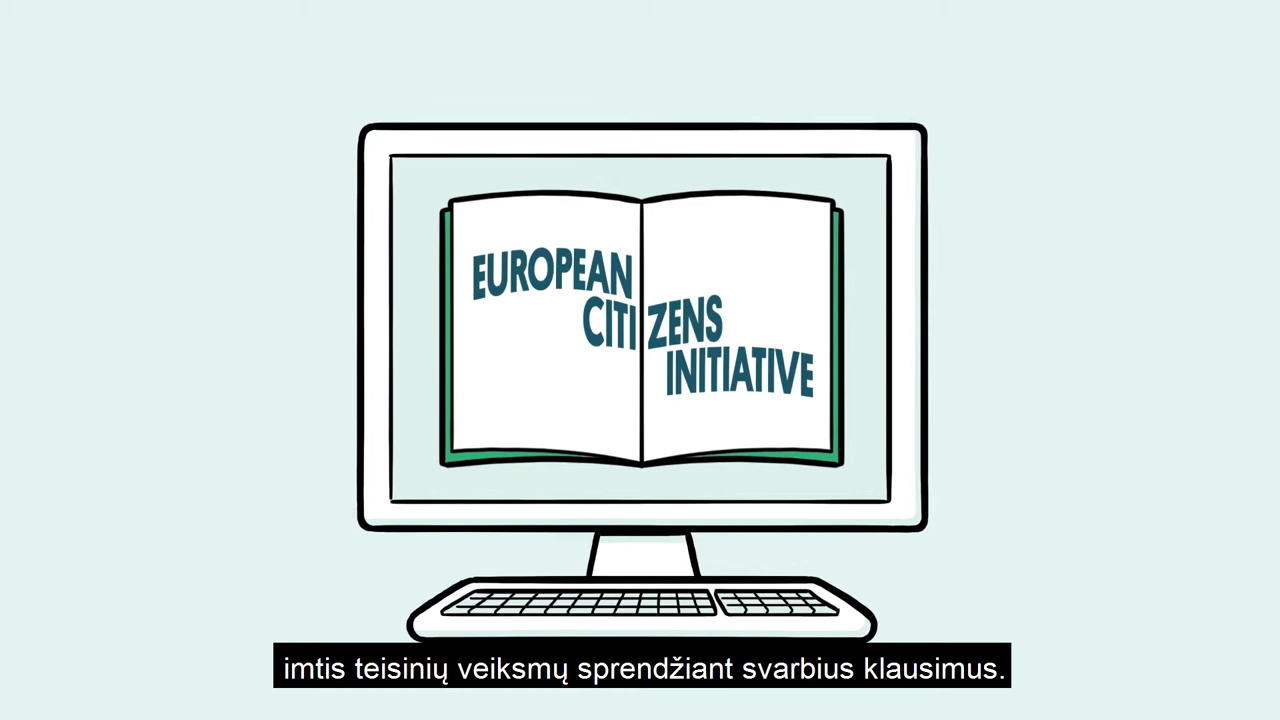 EUROPEAN
CITIZENS
INITIATIVE
imtis teisinių veiksmų sprendžiant svarbius klausimus.